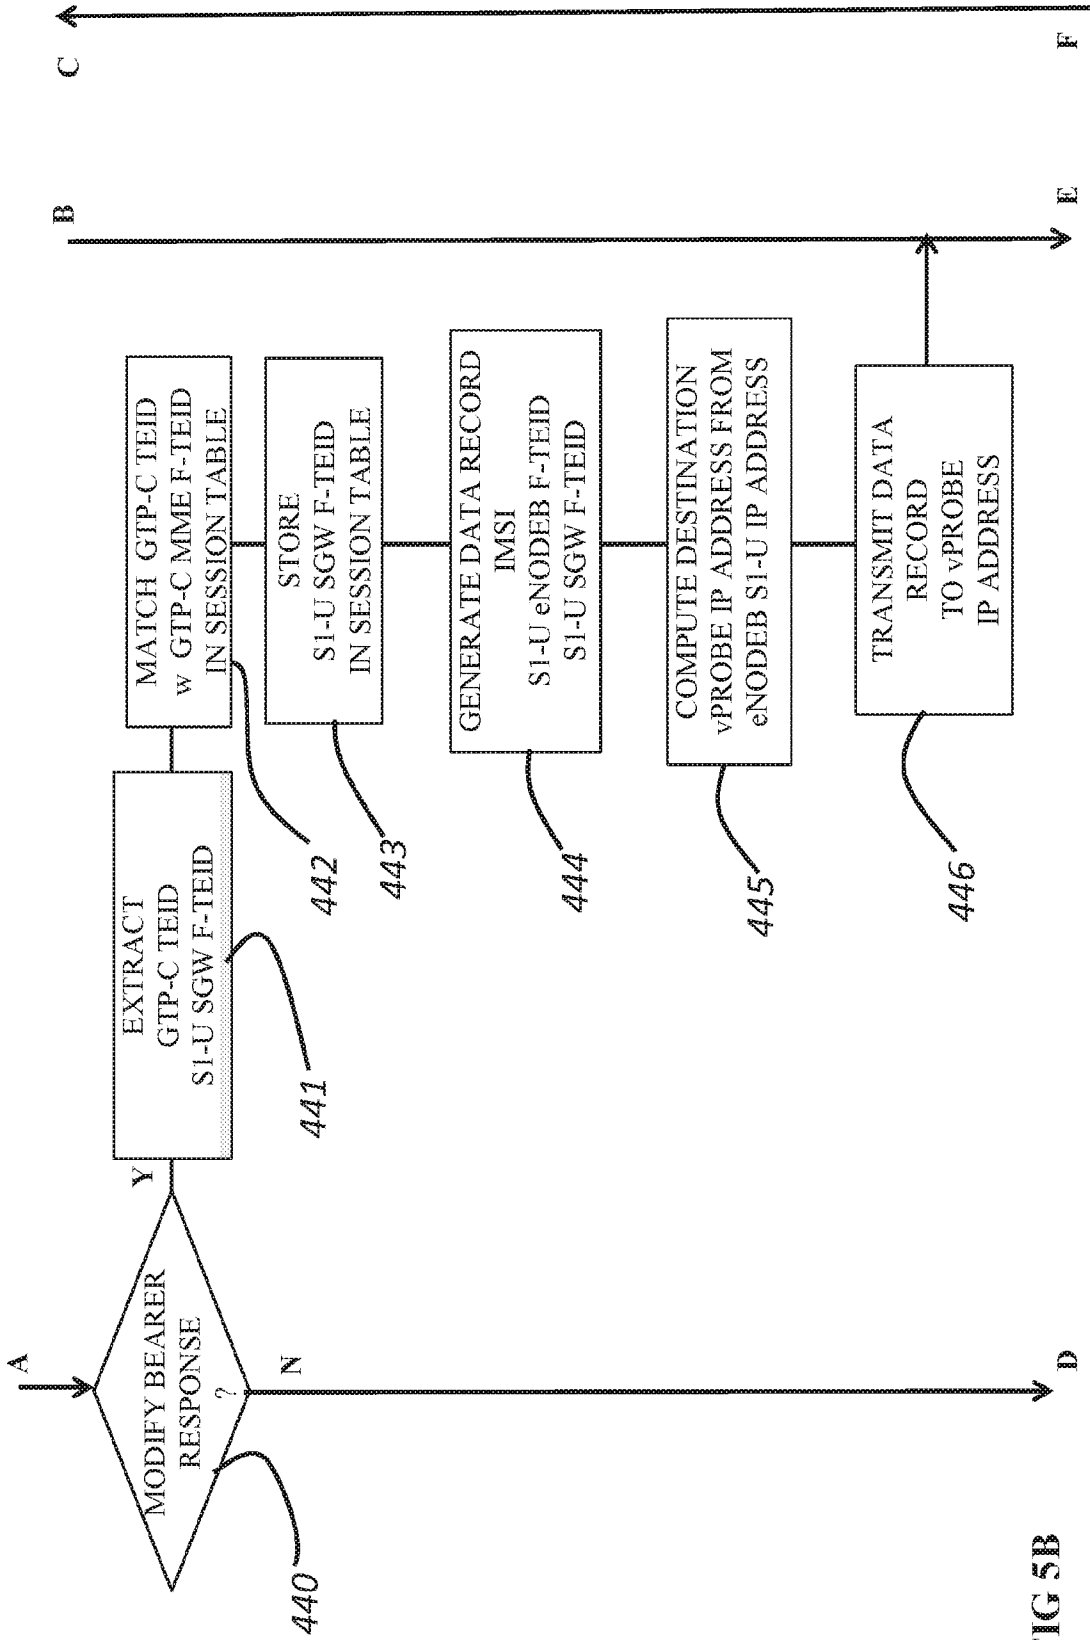 A
B
C
MODIFY BEARER
RESPONSE
?
Y
N
440
EXTRACT
GTP-C TEID
S1-U SGW F-TEID
441
MATCH GTP-C TEID
w GTP-C MME F-TEID
IN SESSION TABLE
442
STORE
S1-U SGW F-TEID
IN SESSION TABLE
443
GENERATE DATA RECORD
IMSI
S1-U eNODEB F-TEID
S1-U SGW F-TEID
444
COMPUTE DESTINATION
vPROBE IP ADDRESS FROM
eNODEB S1-U IP ADDRESS
445
TRANSMIT DATA
RECORD
TO vPROBE
IP ADDRESS
446
D
E
F
FIG 5B